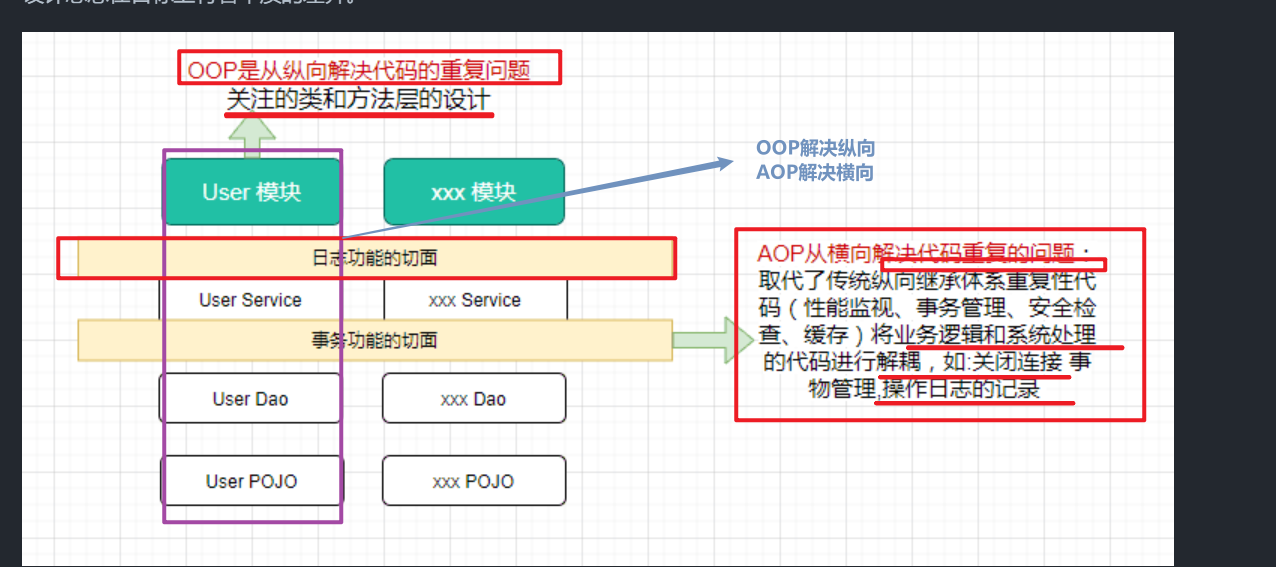 OOP是从纵向解决代码的重复问题
关注的类和方法层的设计
OOP解决纵向
AOP解决横向
User 模块
xxx 模块
日志功能的切面
User Service
xxx Service
事务功能的切面
User Dao
xxx Dao
User POJO
xxx POJO
AOP从横向解决代码重复的问题：
取代了传统纵向继承体系重复性代
码（性能监视、事务管理、安全检
查、缓存）将业务逻辑和系统处理
的代码进行解耦，如:关闭连接 事
物管理,操作日志的记录